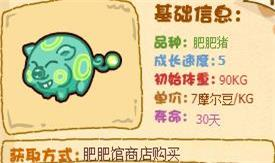 基础信息:
品种: 肥肥猪
成长速度: 5
初始体重: 90KG
单价: 7摩尔豆/KG
寿命: 30天
获取方式: 肥肥馆商店购买